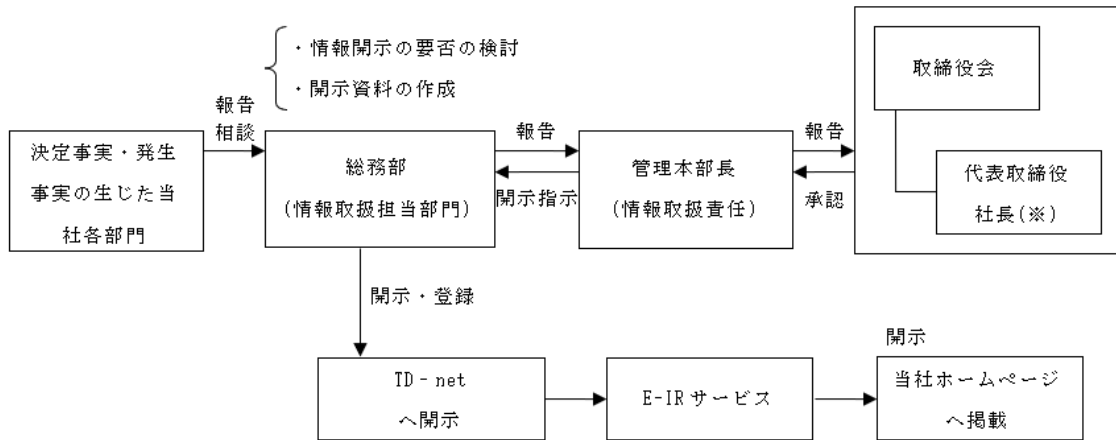 ・情報開示の要否の検討
・開示資料の作成
取締役会
代表取締役
社長(※)
報告
相談
決定事実・発生
事実の生じた当
社各部門
総務部
(情報取扱担当部門)
報告
開示指示
管理本部長
(情報取扱責任)
報告
承認
開示・登録
TD-net
へ開示
E-IRサービス
開示
当社ホームページ
へ掲載